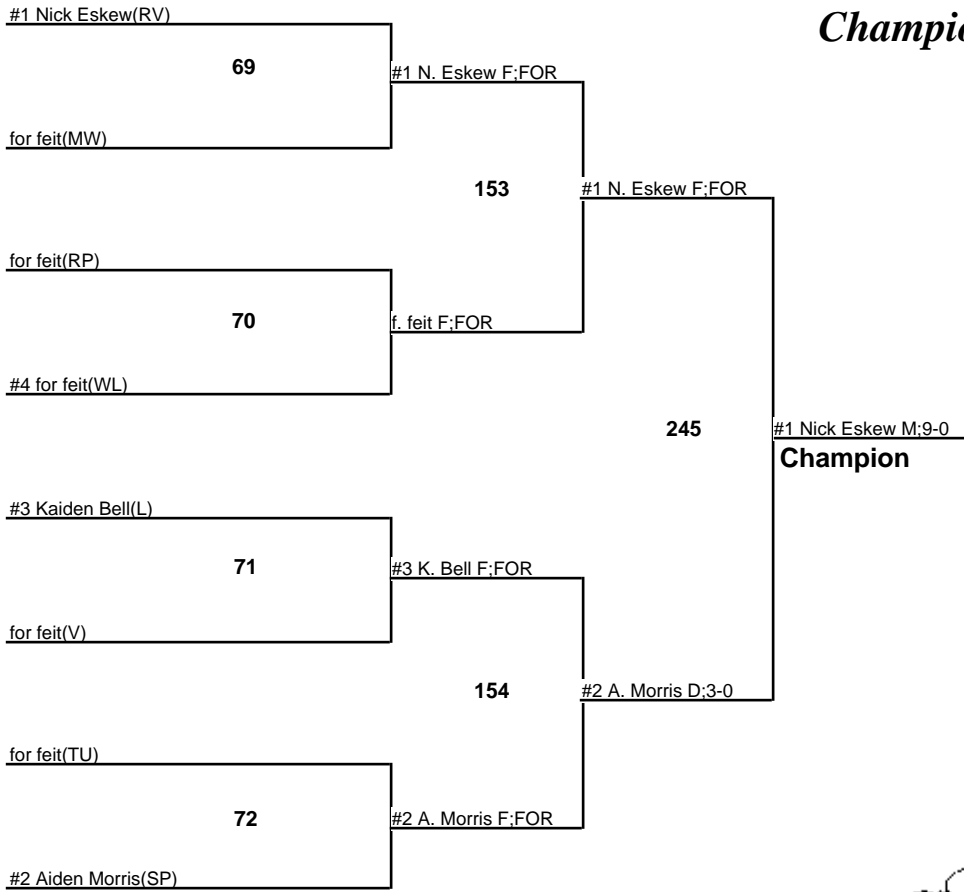 #1 Nick Eskew(RV)
Champio
69
#1 N. Eskew F;FOR
for feit(MW)
153
#1 N. Eskew F;FOR
for feit(RP)
70
f. feit F;FOR
#4 for feit(WL)
245
#1 Nick Eskew M;9-0
Champion
#3 Kaiden Bell(L)
71
#3 K. Bell F;FOR
for feit(V)
154
#2 A. Morris D;3-0
for feit(TU)
72
#2 A. Morris F;FOR
#2 Aiden Morris(SP)